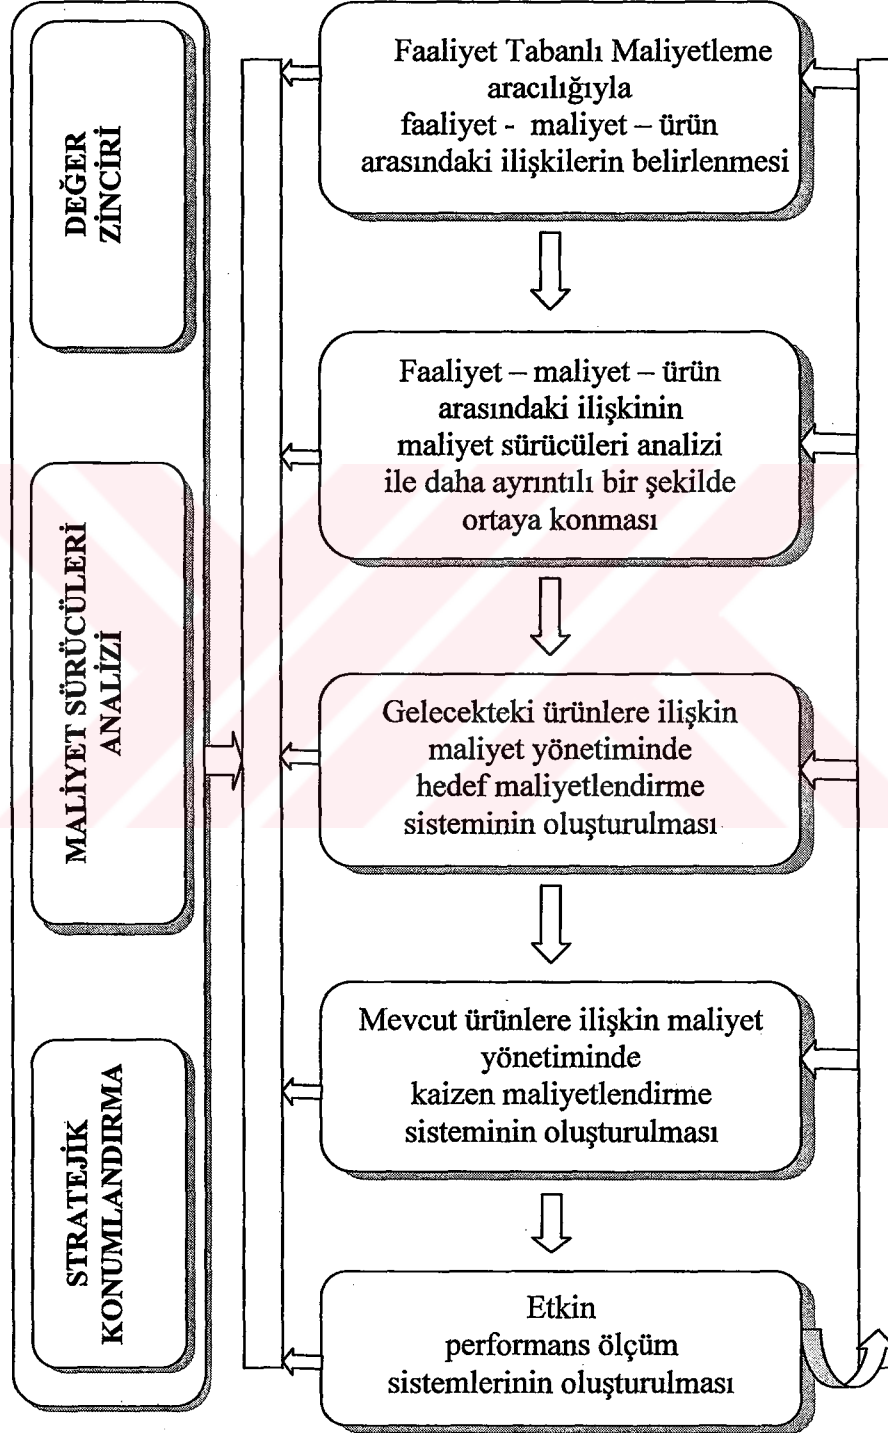 DEĞER
ZİNCİRİ
MALİYET SÜRÜCÜLERİ
ANALİZİ
STRATEJİK
KONUMLANDIRMA
Faaliyet Tabanlı Maliyetleme
aracılığıyla
faaliyet - maliyet – ürün
arasındaki ilişkilerin belirlenmesi
Faaliyet – maliyet – ürün
arasındaki ilişkinin
maliyet sürücüleri analizi
ile daha ayrıntılı bir şekilde
ortaya konması
Gelecekteki ürünlere ilişkin
maliyet yönetiminde
hedef maliyetlendirme
sisteminin oluşturulması
Mevcut ürünlere ilişkin maliyet
yönetiminde
kaizen maliyetlendirme
sisteminin oluşturulması
Etkin
performans ölçüm
sistemlerinin oluşturulması